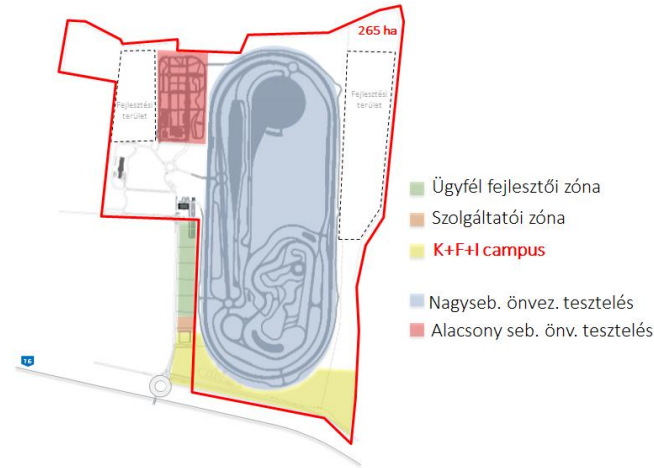 265 ha
Fejlesztési
terület
Fejlesztési
terület
Ügyfél fejlesztői zóna
Szolgáltatói zóna
K+F+I campus
Nagyseb. önvez. tesztelés
Alacsony seb. önv. tesztelés
76